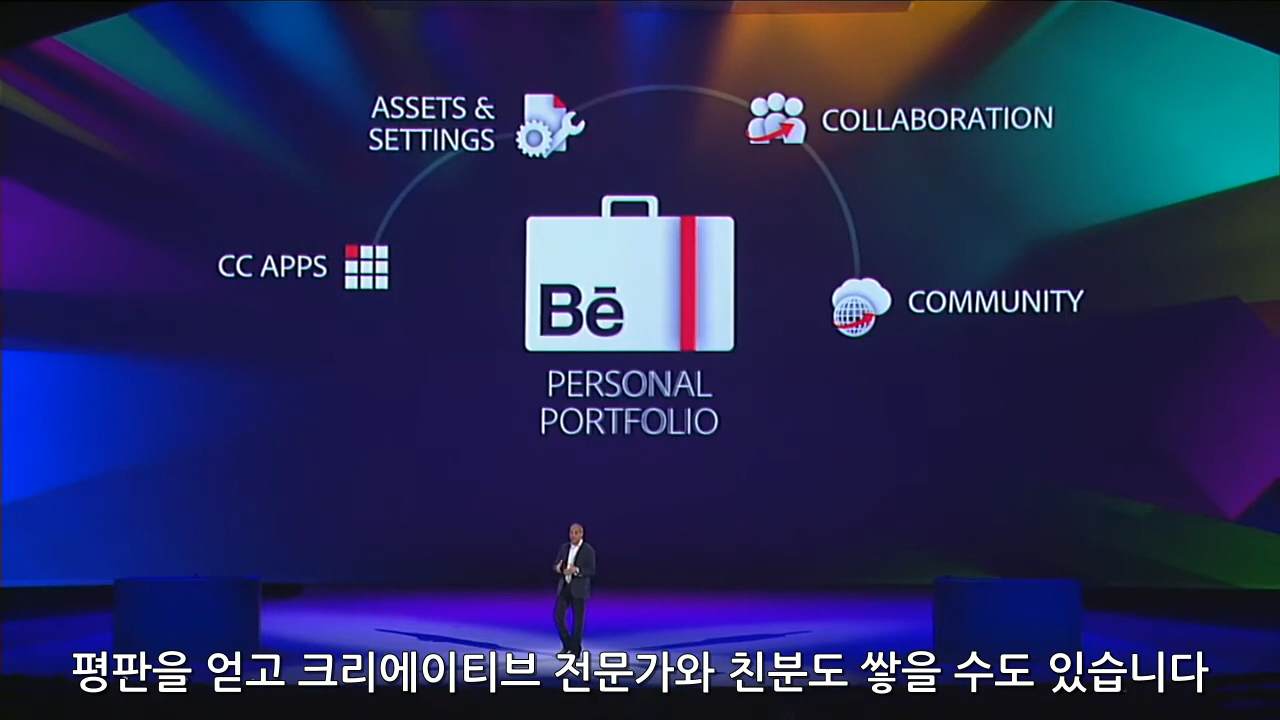 ASSETS &
SETTINGS
COLLABORATION
CC APPS
COMMUNITY
Bē
PERSONAL
PORTFOLIO
평판을 얻고 크리에이티브 전문가와 친분도 쌓을 수도 있습니다